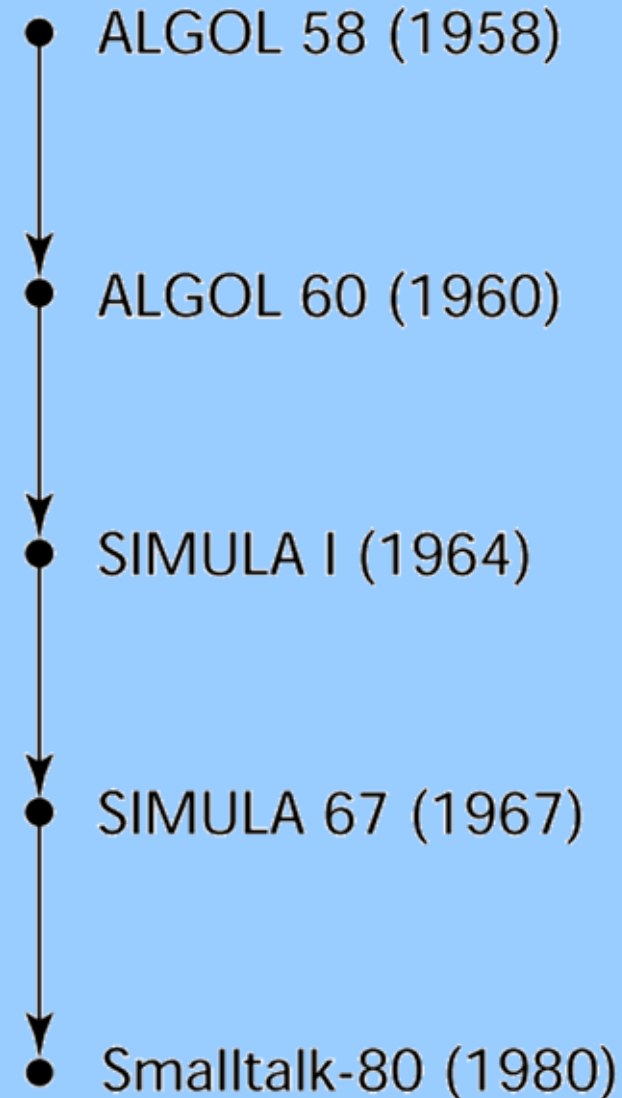 ALGOL 58 (1958)
ALGOL 60 (1960)
SIMULA I (1964)
SIMULA 67 (1967)
Smalltalk-80 (1980)